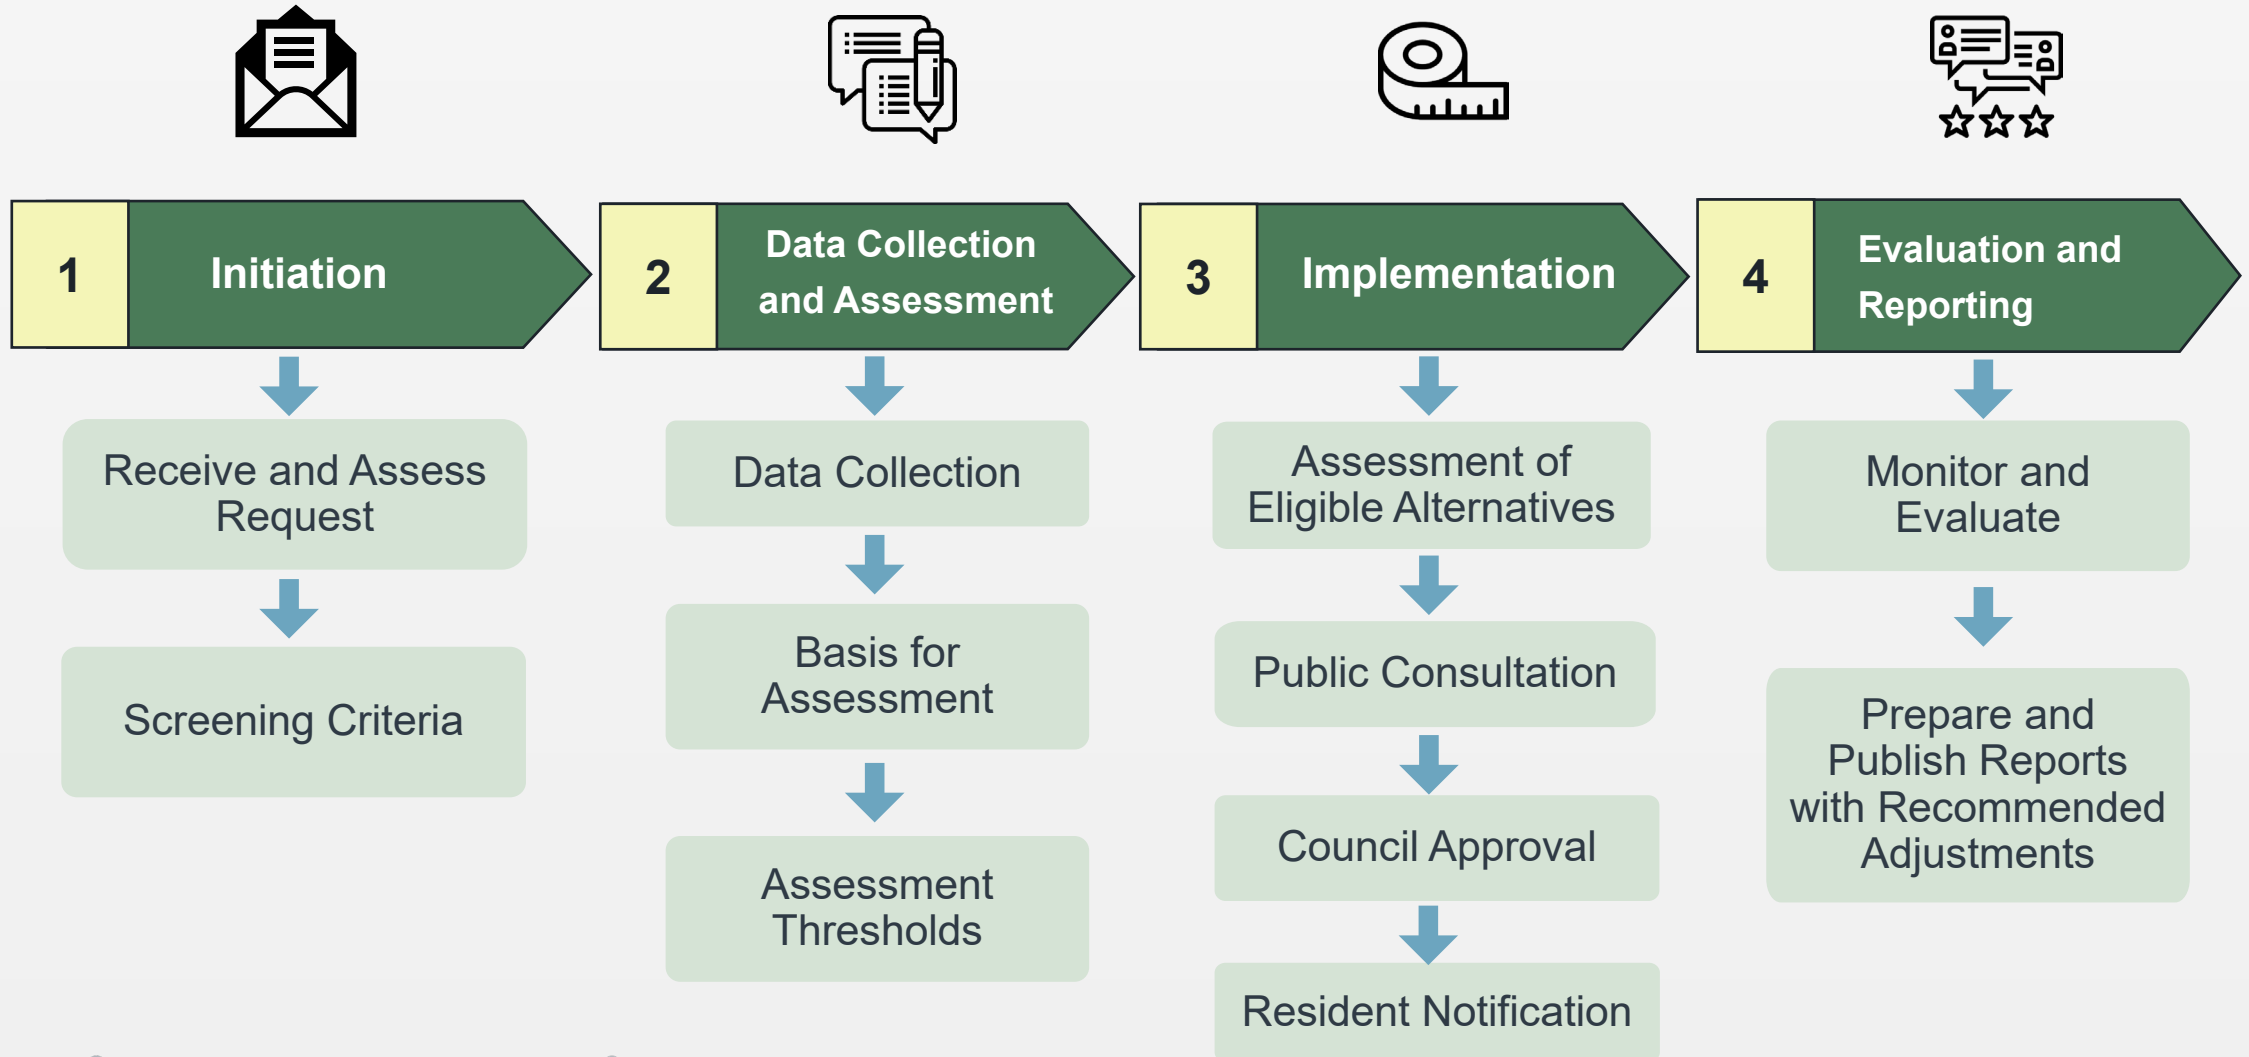 1
Initiation
Receive and Assess
Request
Screening Criteria
2
Data Collection
and Assessment
Data Collection
Basis for
Assessment
Assessment
Thresholds
3
Implementation
Assessment of
Eligible Alternatives
Public Consultation
Council Approval
Resident Notification
4
Evaluation and
Reporting
Monitor and
Evaluate
Prepare and
Publish Reports
with Recommended
Adjustments